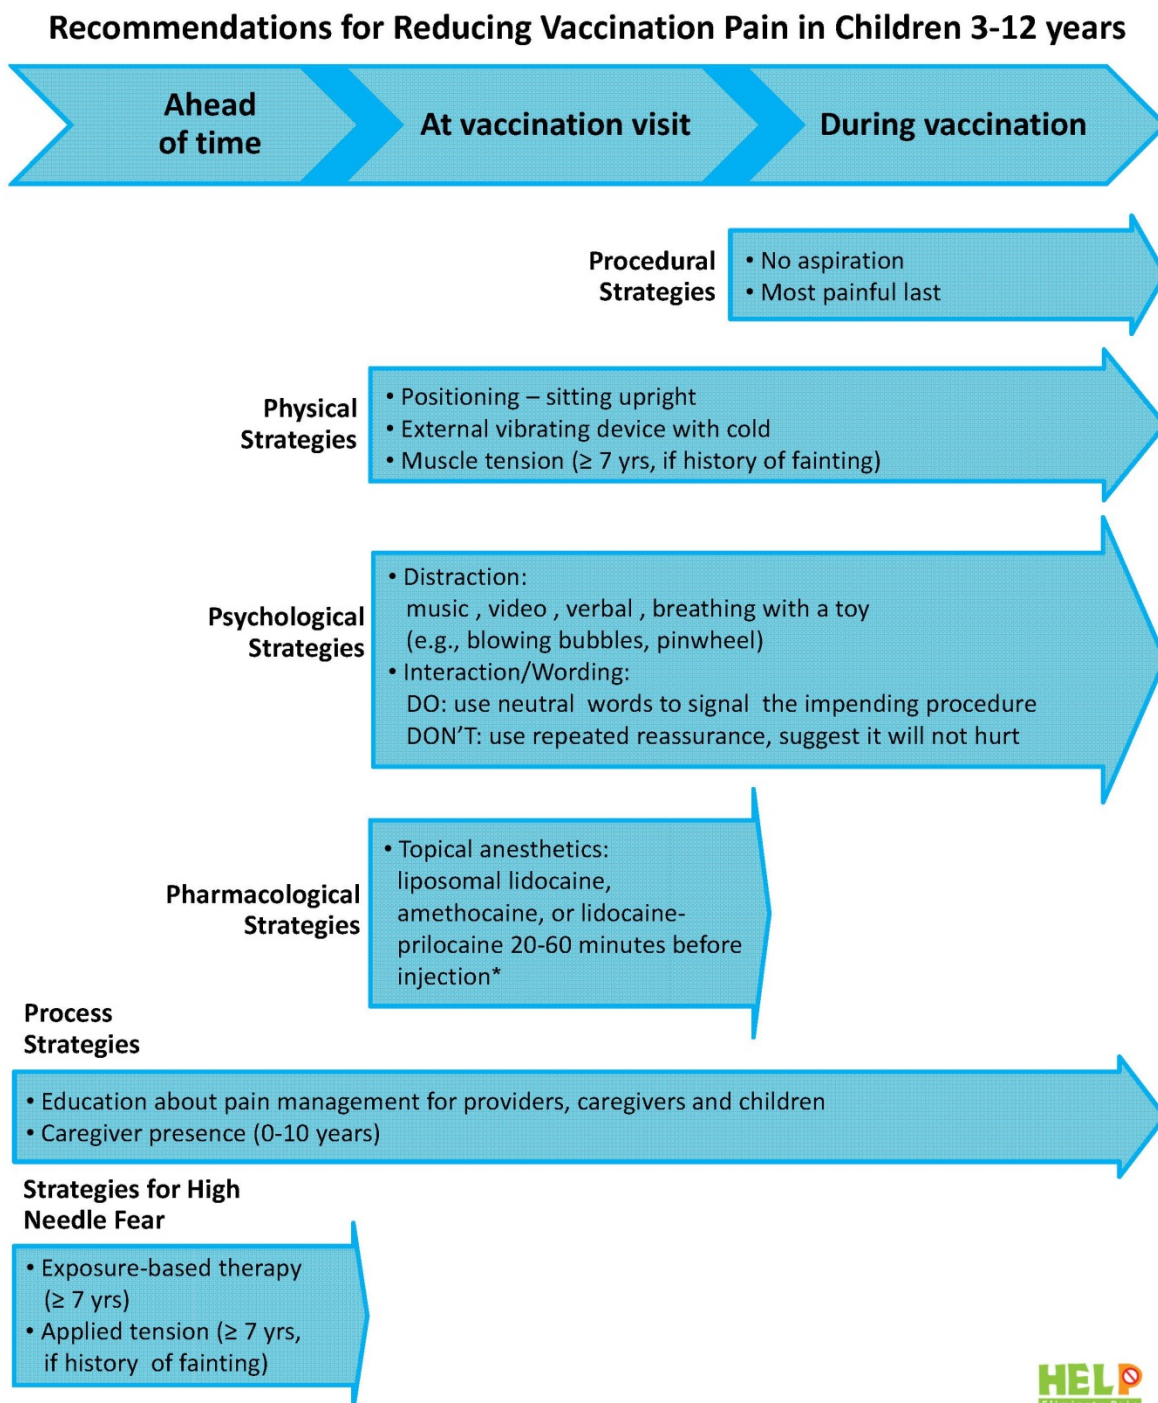 Recommendations for Reducing Vaccination Pain in Children 3-12 years
Ahead
of time
At vaccination visit
During vaccination
Procedural
Strategies
• No aspiration
• Most painful last
Physical
Strategies
• Positioning – sitting upright
• External vibrating device with cold
• Muscle tension (≥ 7 yrs, if history of fainting)
Psychological
Strategies
• Distraction:
music , video , verbal , breathing with a toy
(e.g., blowing bubbles, pinwheel)
• Interaction/Wording:
DO: use neutral words to signal the impending procedure
DON'T: use repeated reassurance, suggest it will not hurt
Pharmacological
Strategies
• Topical anesthetics:
liposomal lidocaine,
amethocaine, or lidocaine-
prilocaine 20-60 minutes before
injection*
Process
Strategies
• Education about pain management for providers, caregivers and children
• Caregiver presence (0-10 years)
Strategies for High
Needle Fear
• Exposure-based therapy
(≥ 7 yrs)
• Applied tension (≥ 7 yrs,
if history of fainting)
HELP